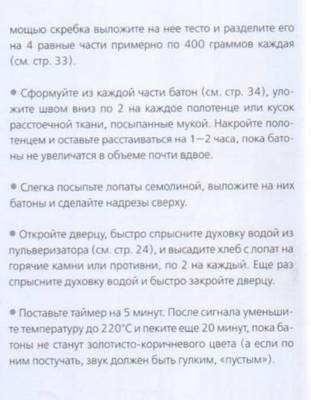 мощью скребка выложите на нее тесто и разделите его
на 4 равные части примерно по 400 граммов каждая
(см. стр. 33).
● Сформуйте из каждой части батон (см. стр. 34), уло-
жите швом вниз по 2 на каждое полотенце или кусок
расстоечной ткани, посыпанные мукой. Накройте поло-
тенцем и оставьте расстаиваться на 1—2 часа, пока бато-
ны не увеличатся в объеме почти вдвое.
● Слегка посыпьте лопаты семолиной, выложите на них
батоны и сделайте надрезы сверху.
● Откройте дверцу, быстро спрысните духовку водой из
пульверизатора (см. стр. 24), и высадите хлеб с лопат на
горячие камни или противни, по 2 на каждый. Еще раз
спрысните духовку водой и быстро закройте дверцу.
● Поставьте таймер на 5 минут. После сигнала уменьши-
те температуру до 220°С и пеките еще 20 минут, пока ба-
тоны не станут золотисто-коричневого цвета (а если по
ним постучать, звук должен быть гулким, «пустым»).